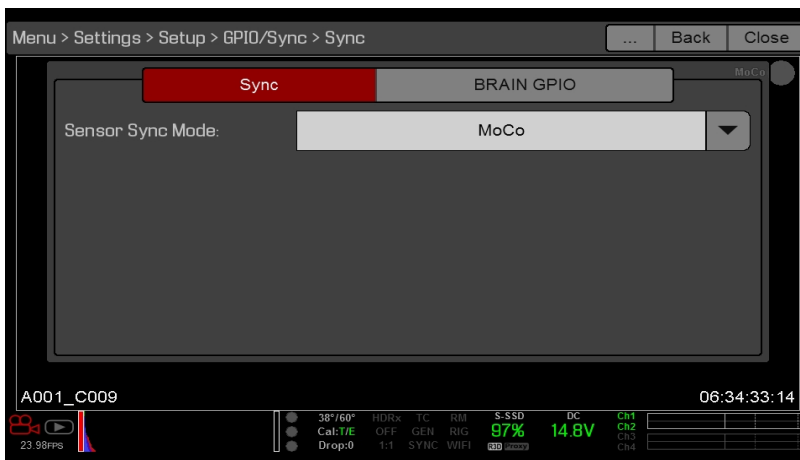 Menu > Settings > Setup > GPIO/Sync > Sync ... Back Close
MoCo
Sync BRAIN GPIO
Sensor Sync Mode: MoCo
A001_C009 06:34:33:14
38°/60° HDRx TC RM S-SSD DC Ch1
Cal:T/E OFF GEN RIG 97% 14.8V Ch2
Ch3
23.98FPS Drop:0 1:1 SYNC WIFI R3D Proxy Ch4